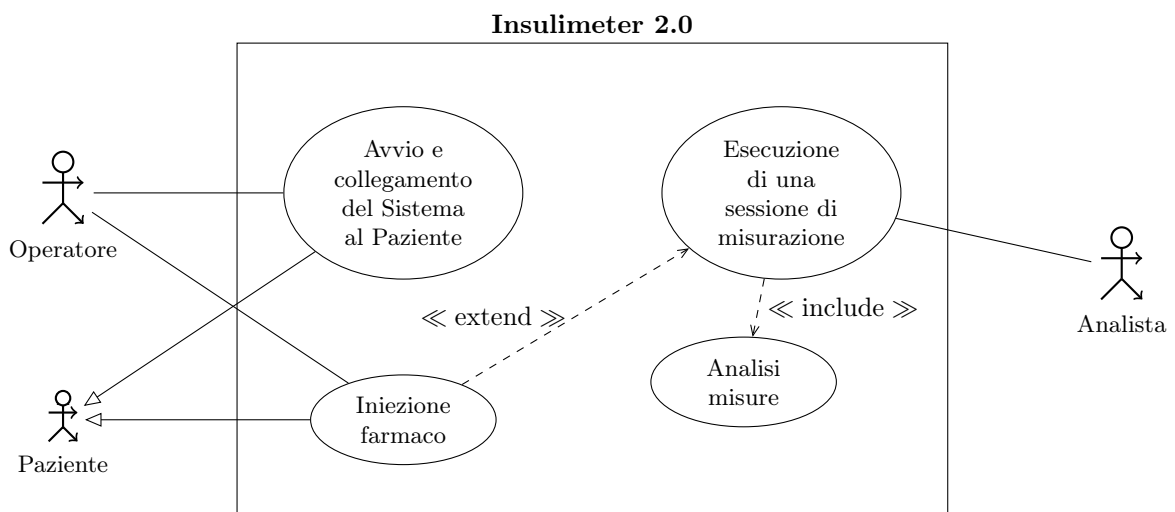 Insulimeter 2.0
Avvio e
collegamento
del Sistema
al Paziente
Esecuzione
di una
sessione di
misurazione
Operatore
Analista
≪ extend ≫
≪ include ≫
Iniezione
farmaco
Analisi
misure
Paziente